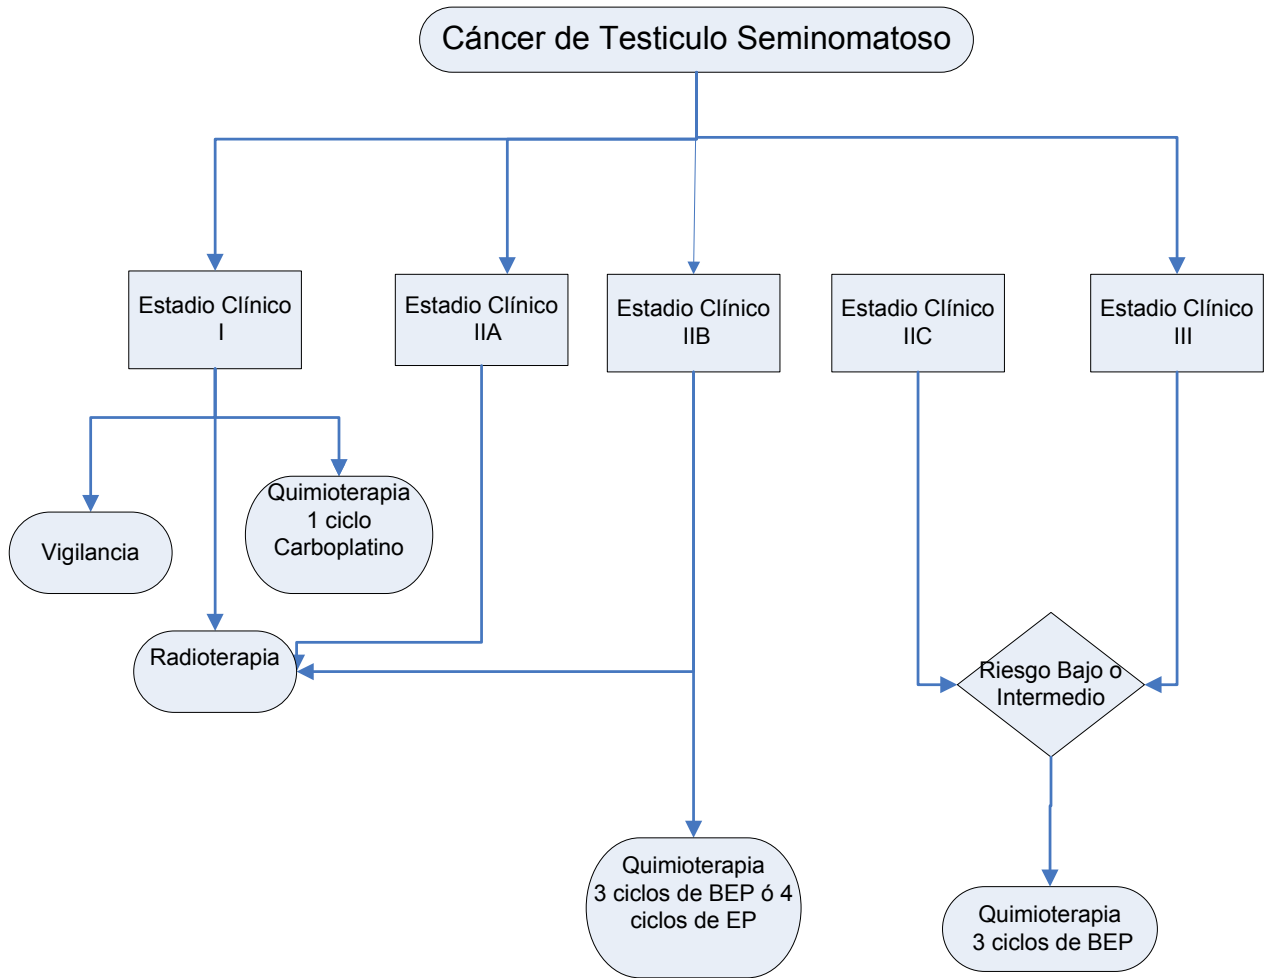 Cáncer de Testiculo Seminomatoso
Estadio Clínico
I
Estadio Clínico
IIA
Estadio Clínico
IIB
Estadio Clínico
IIC
Estadio Clínico
III
Vigilancia
Quimioterapia
1 ciclo
Carboplatino
Radioterapia
Riesgo Bajo o
Intermedio
Quimioterapia
3 ciclos de BEP ó 4
ciclos de EP
Quimioterapia
3 ciclos de BEP